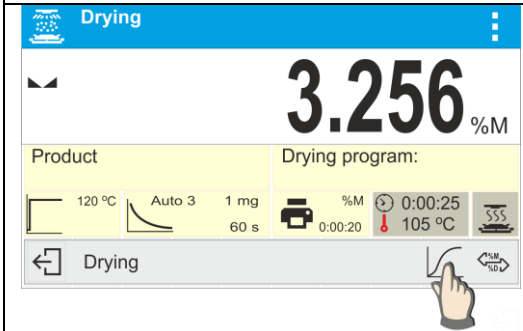 Drying
3.256 %M
Product Drying program:
120 ºC Auto 3 1 mg %M 0:00:25
60 s 0:00:20 105 ºC
Drying %M %D